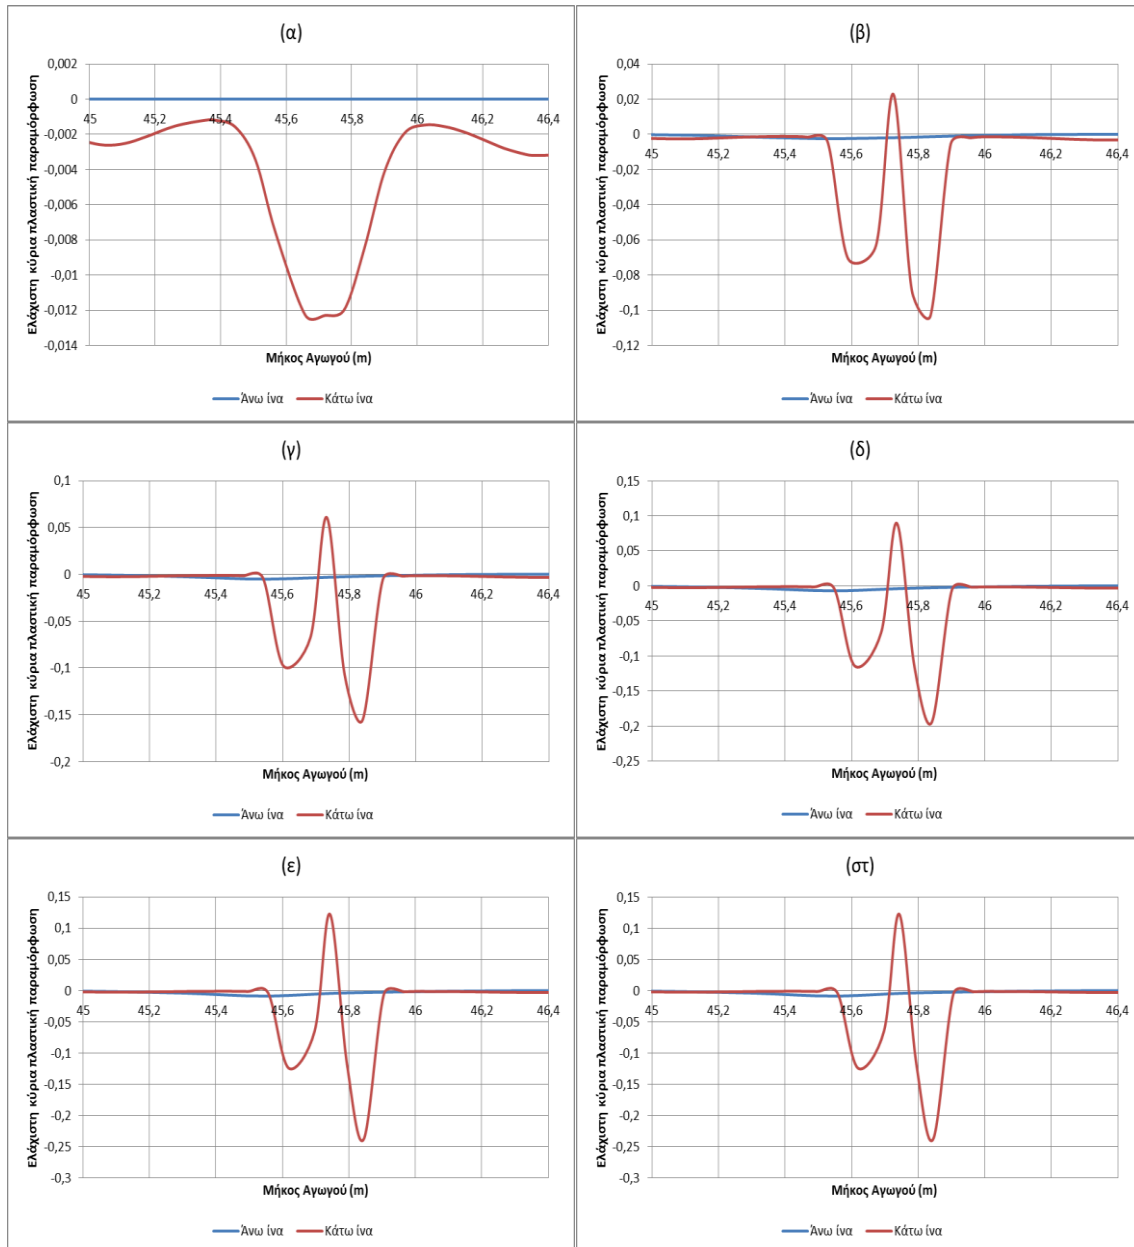 (α)
Ελάχιστη κύρια πλαστική παραμόρφωση
0,002
0
-0,002
-0,004
-0,006
-0,008
-0,01
-0,012
-0,014
45 45,2 45,4 45,6 45,8 46 46,2 46,4
Μήκος Αγωγού (m)
Άνω ίνα Κάτω ίνα
(β)
Ελάχιστη κύρια πλαστική παραμόρφωση
0,04
0,02
0
-0,02
-0,04
-0,06
-0,08
-0,1
-0,12
45 45,2 45,4 45,6 45,8 46 46,2 46,4
Μήκος Αγωγού (m)
Άνω ίνα Κάτω ίνα
(γ)
Ελάχιστη κύρια πλαστική παραμόρφωση
0,1
0,05
0
-0,05
-0,1
-0,15
-0,2
45 45,2 45,4 45,6 45,8 46 46,2 46,4
Μήκος Αγωγού (m)
Άνω ίνα Κάτω ίνα
(δ)
Ελάχιστη κύρια πλαστική παραμόρφωση
0,15
0,1
0,05
0
-0,05
-0,1
-0,15
-0,2
-0,25
45 45,2 45,4 45,6 45,8 46 46,2 46,4
Μήκος Αγωγού (m)
Άνω ίνα Κάτω ίνα
(ε)
Ελάχιστη κύρια πλαστική παραμόρφωση
0,15
0,1
0,05
0
-0,05
-0,1
-0,15
-0,2
-0,25
-0,3
45 45,2 45,4 45,6 45,8 46 46,2 46,4
Μήκος Αγωγού (m)
Άνω ίνα Κάτω ίνα
(στ)
Ελάχιστη κύρια πλαστική παραμόρφωση
0,15
0,1
0,05
0
-0,05
-0,1
-0,15
-0,2
-0,25
-0,3
45 45,2 45,4 45,6 45,8 46 46,2 46,4
Μήκος Αγωγού (m)
Άνω ίνα Κάτω ίνα